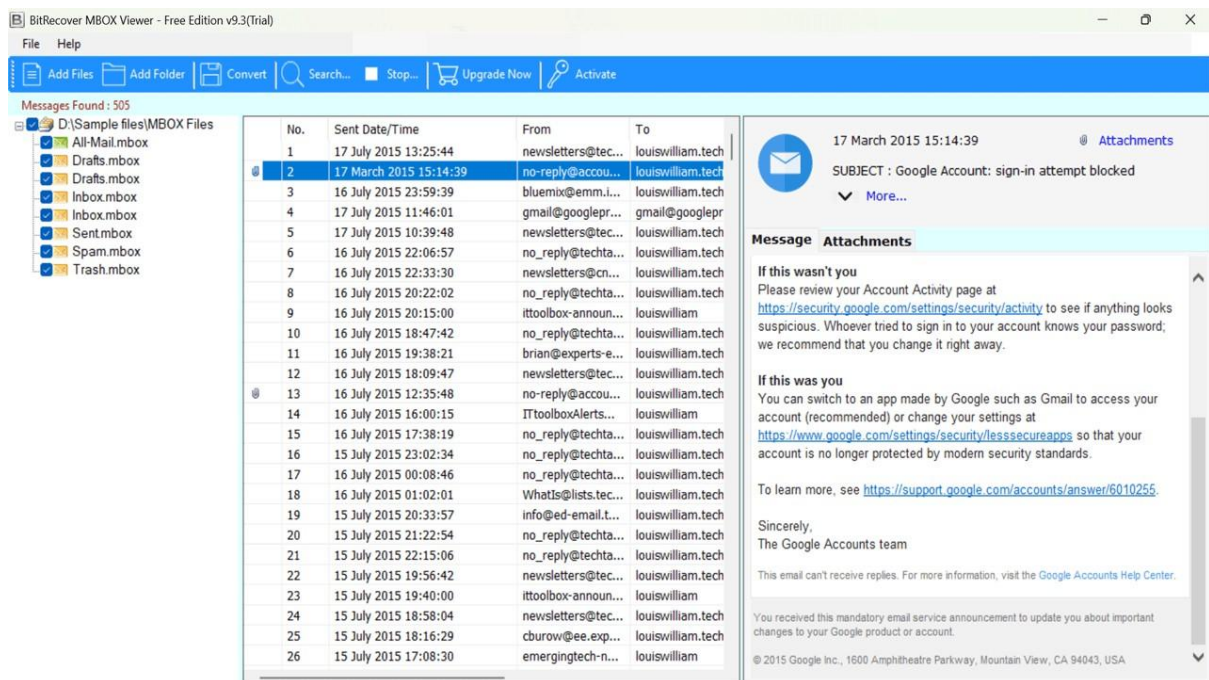 BitRecover MBOX Viewer - Free Edition v9.3(Trial)
File Help
Add Files Add Folder Convert Search... Stop... Upgrade Now Activate
Messages Found : 505
D:\Sample files\MBOX Files
All-Mail.mbox
Drafts.mbox
Drafts.mbox
Inbox.mbox
Inbox.mbox
Sent.mbox
Spam.mbox
Trash.mbox
No. Sent Date/Time From To
1 17 July 2015 13:25:44 newsletters@tec... louiswilliam.tech
2 17 March 2015 15:14:39 no-reply@accou... louiswilliam.tech
3 16 July 2015 23:59:39 bluemix@emm.i... louiswilliam.tech
4 17 July 2015 11:46:01 gmail@googlepr... gmail@googlepr
5 17 July 2015 10:39:48 newsletters@tec... louiswilliam.tech
6 16 July 2015 22:06:57 no_reply@techta... louiswilliam.tech
7 16 July 2015 22:33:30 newsletters@cn... louiswilliam.tech
8 16 July 2015 20:22:02 no_reply@techta... louiswilliam.tech
9 16 July 2015 20:15:00 ittoolbox-announ... louiswilliam
10 16 July 2015 18:47:42 no_reply@techta... louiswilliam.tech
11 16 July 2015 19:38:21 brian@experts-e... louiswilliam.tech
12 16 July 2015 18:09:47 newsletters@tec... louiswilliam.tech
13 16 July 2015 12:35:48 no-reply@accou... louiswilliam.tech
14 16 July 2015 16:00:15 ITtoolboxAlerts... louiswilliam
15 16 July 2015 17:38:19 no_reply@techta... louiswilliam.tech
16 15 July 2015 23:02:34 no_reply@techta... louiswilliam.tech
17 16 July 2015 00:08:46 no_reply@techta... louiswilliam.tech
18 16 July 2015 01:02:01 WhatIs@lists.tec... louiswilliam.tech
19 15 July 2015 20:33:57 info@ed-email.t... louiswilliam.tech
20 15 July 2015 21:22:54 no_reply@techta... louiswilliam.tech
21 15 July 2015 22:15:06 no_reply@techta... louiswilliam.tech
22 15 July 2015 19:56:42 newsletters@tec... louiswilliam.tech
23 15 July 2015 19:40:00 ittoolbox-announ... louiswilliam
24 15 July 2015 18:58:04 newsletters@tec... louiswilliam.tech
25 15 July 2015 18:16:29 cburow@ee.exp... louiswilliam.tech
26 15 July 2015 17:08:30 emergingtech-n... louiswilliam
17 March 2015 15:14:39 Attachments
SUBJECT : Google Account: sign-in attempt blocked
More...
Message Attachments
If this wasn't you
Please review your Account Activity page at
https://security.google.com/settings/security/activity to see if anything looks
suspicious. Whoever tried to sign in to your account knows your password;
we recommend that you change it right away.
If this was you
You can switch to an app made by Google such as Gmail to access your
account (recommended) or change your settings at
https://www.google.com/settings/security/lesssecureapps so that your
account is no longer protected by modern security standards.
To learn more, see https://support.google.com/accounts/answer/6010255.
Sincerely,
The Google Accounts team
This email can't receive replies. For more information, visit the Google Accounts Help Center.
You received this mandatory email service announcement to update you about important
changes to your Google product or account.
© 2015 Google Inc., 1600 Amphitheatre Parkway, Mountain View, CA 94043, USA